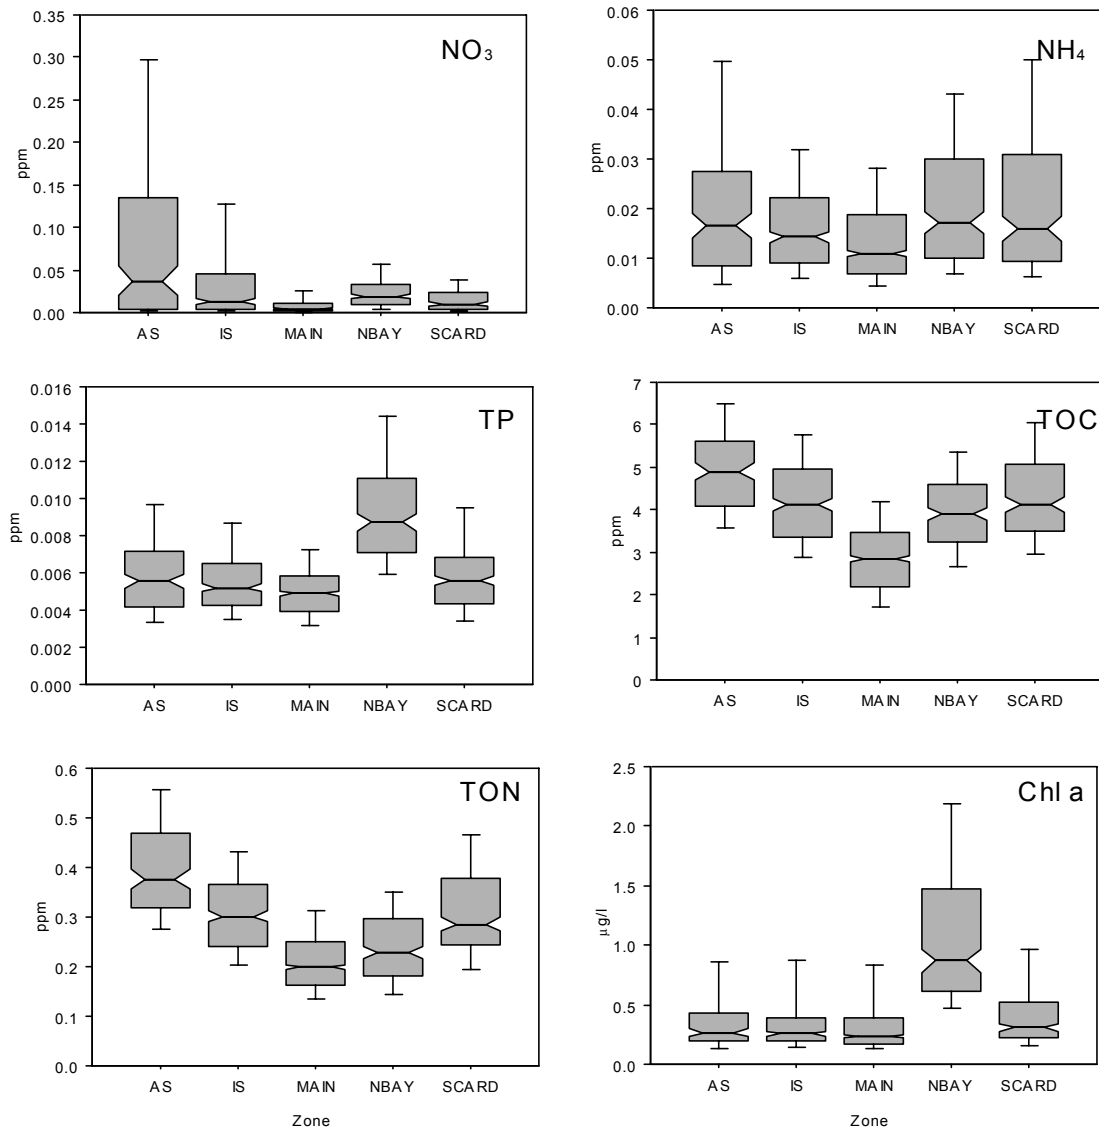 NO₃
ppm
0.35
0.30
0.25
0.20
0.15
0.10
0.05
0.00
AS IS MAIN NBAY SCARD
NH₄
ppm
0.06
0.05
0.04
0.03
0.02
0.01
0.00
AS IS MAIN NBAY SCARD
TP
ppm
0.016
0.014
0.012
0.010
0.008
0.006
0.004
0.002
0.000
AS IS MAIN NBAY SCARD
TOC
ppm
7
6
5
4
3
2
1
0
AS IS MAIN NBAY SCARD
TON
ppm
0.6
0.5
0.4
0.3
0.2
0.1
0.0
AS IS MAIN NBAY SCARD
Zone
Chl a
µg/l
2.5
2.0
1.5
1.0
0.5
0.0
AS IS MAIN NBAY SCARD
Zone